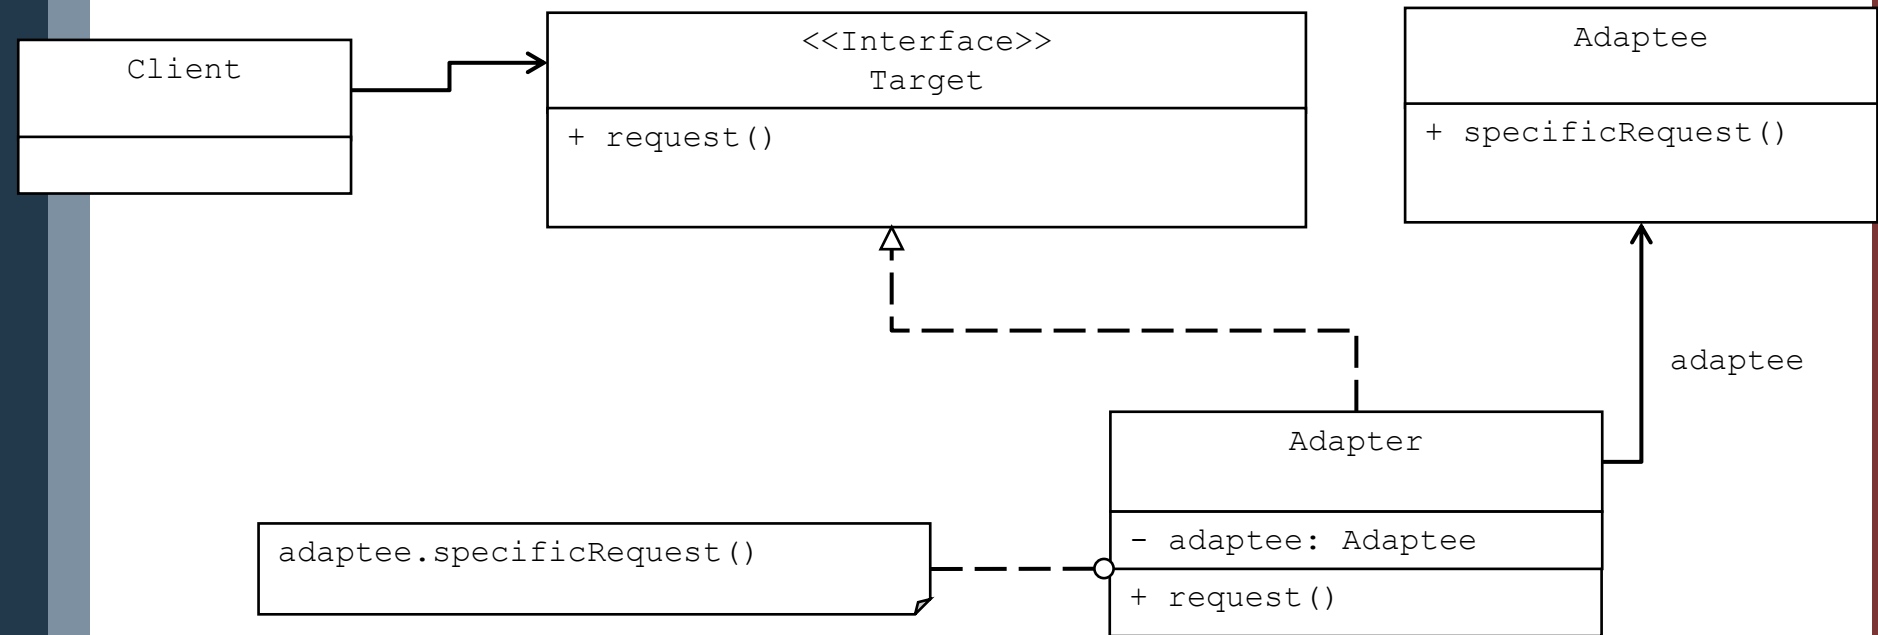 Client
<<Interface>>
Target
+ request()
Adaptee
+ specificRequest()
adaptee
Adapter
- adaptee: Adaptee
+ request()
adaptee.specificRequest()